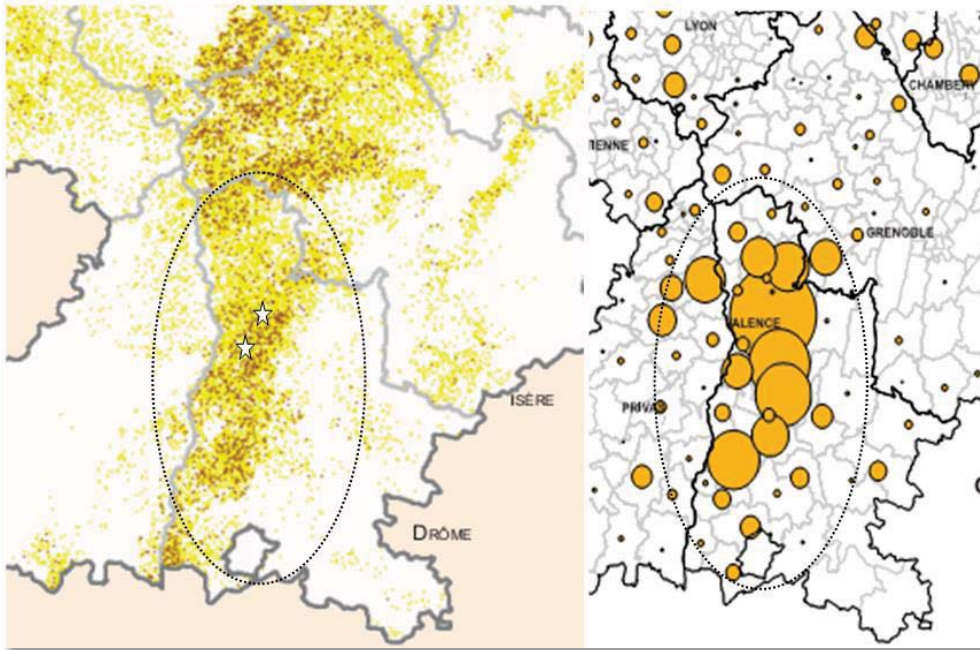 ISÈRE
DRÔME
LYON
CHAMBERY
GRENOBLE
ALENCE
PRIVAS